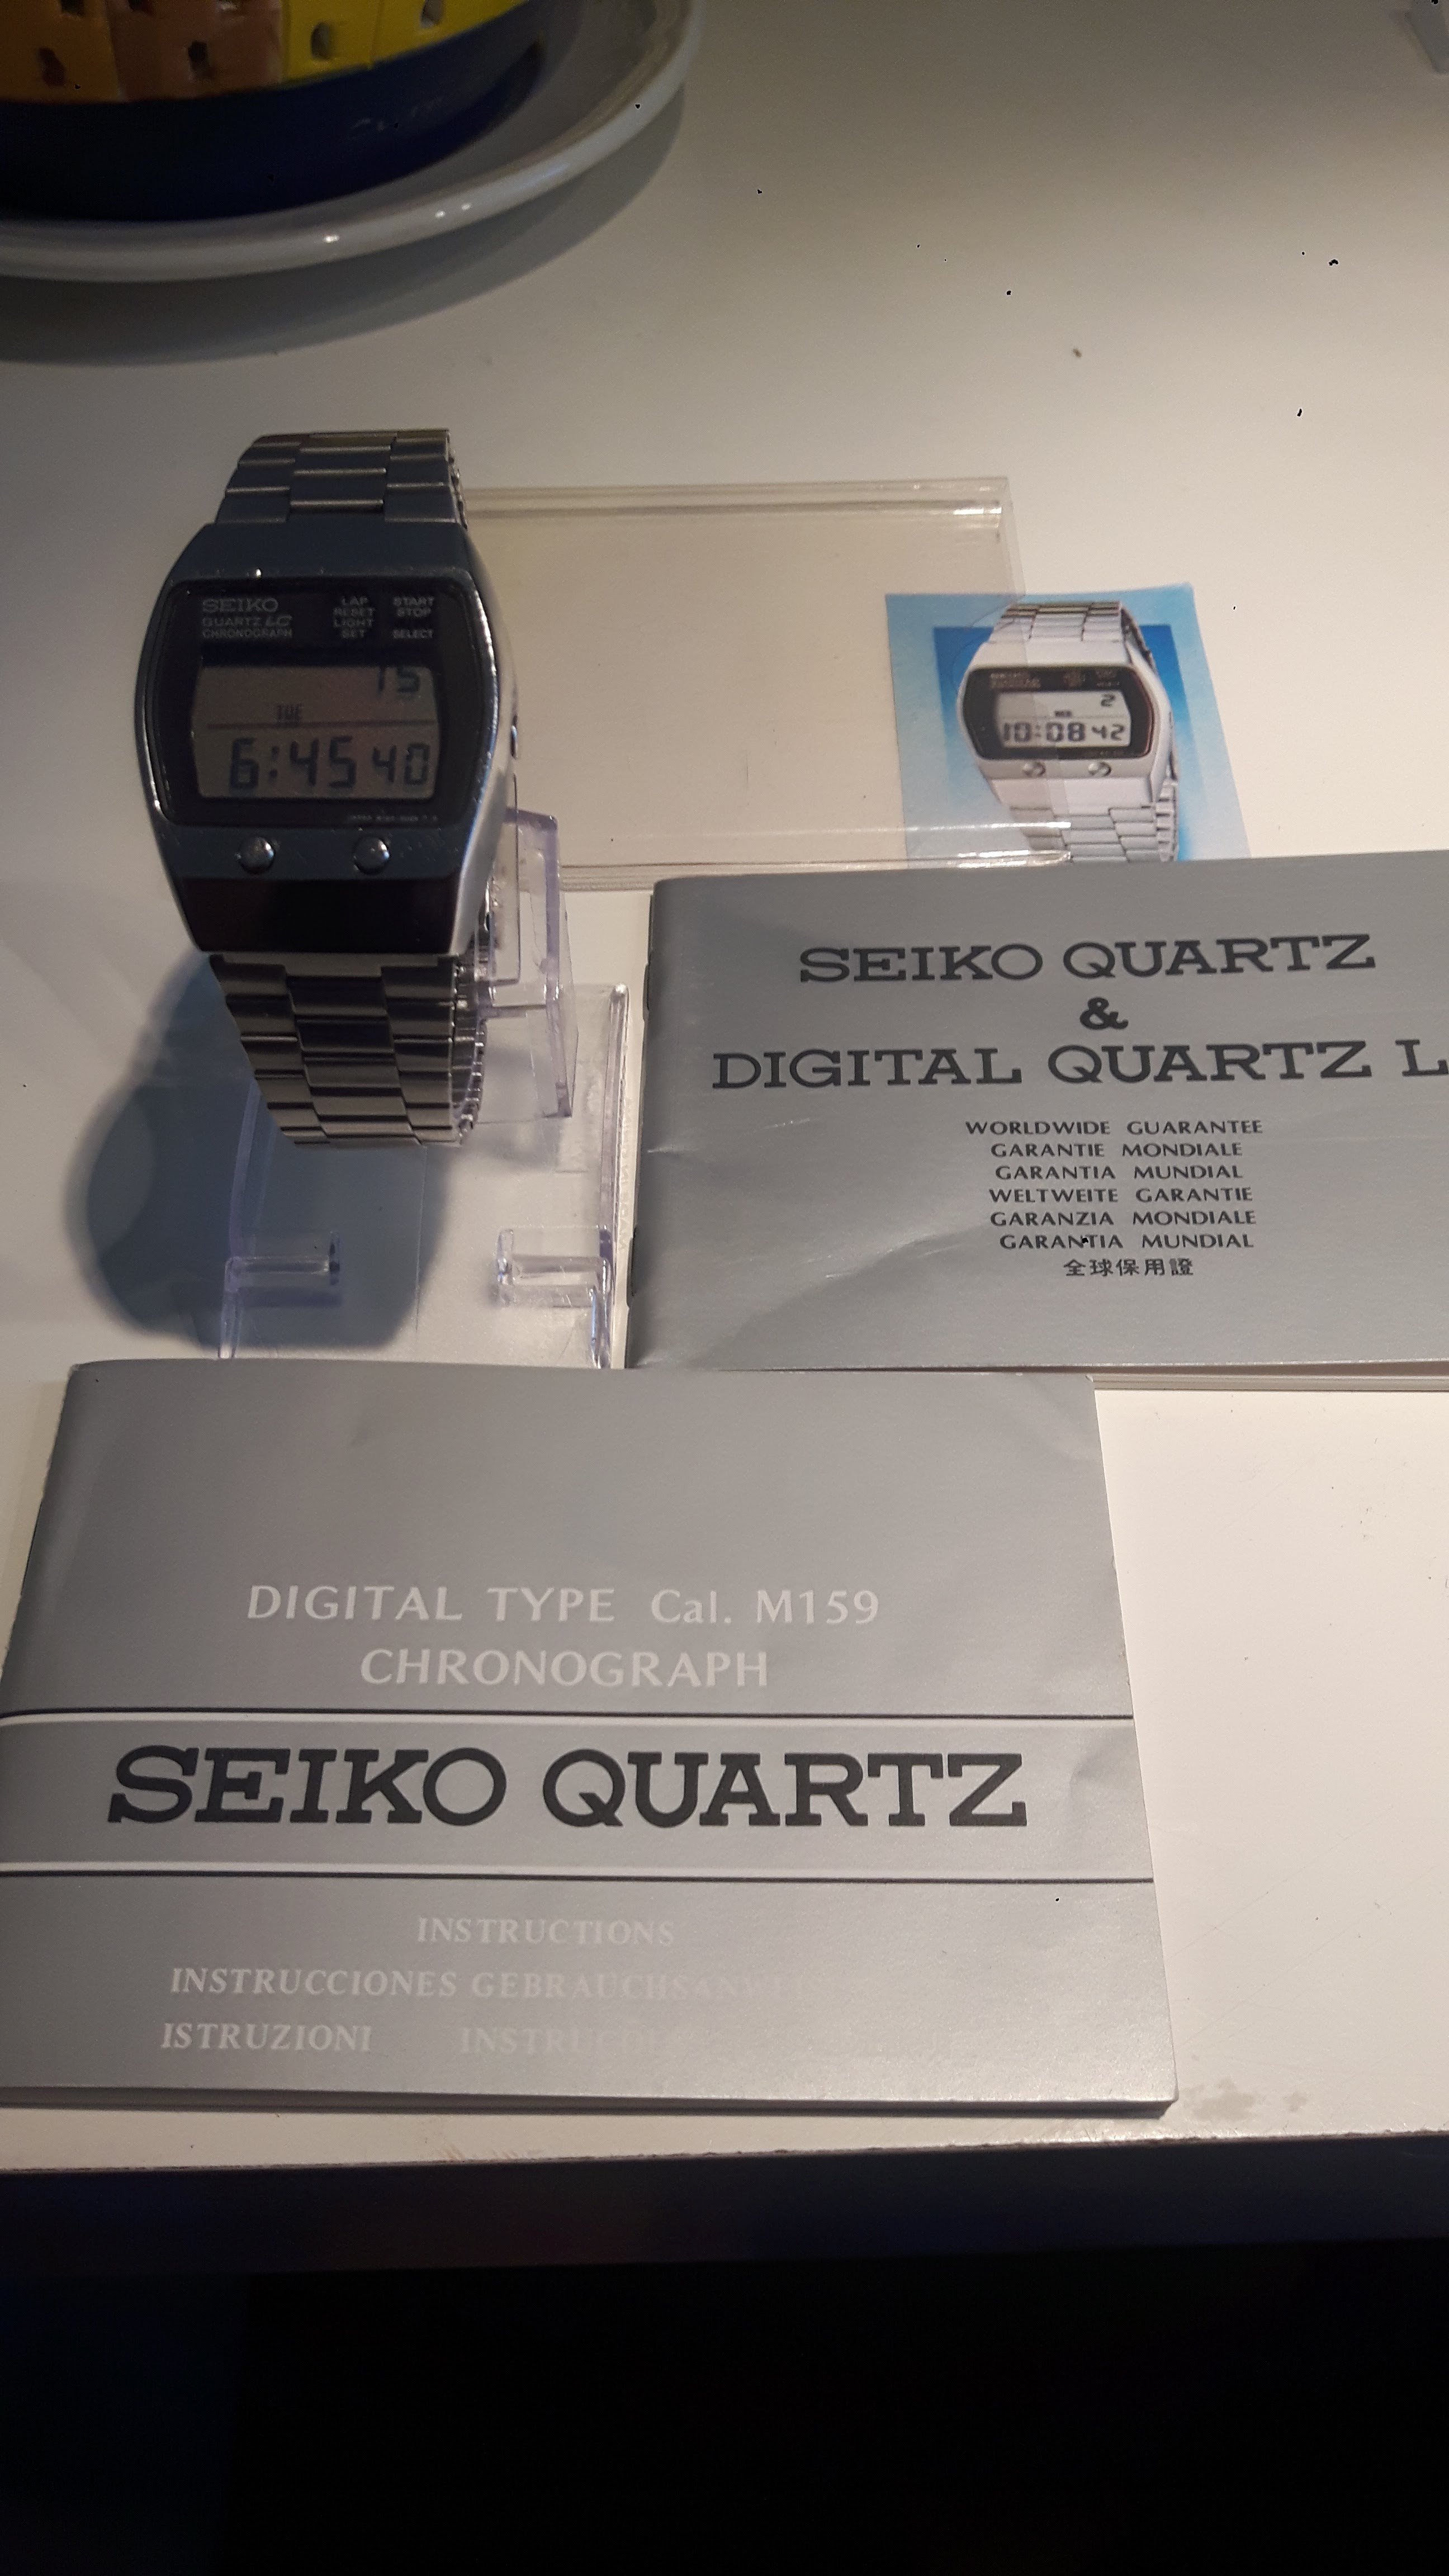 SEIKO
QUARTZ LC
CHRONOGRAPH
LAP
RESET
LIGHT
SET
START
STOP
SELECT
15
TUE
6:45 40
2
10:08 42
SEIKO QUARTZ
&
DIGITAL QUARTZ L
WORLDWIDE GUARANTEE
GARANTIE MONDIALE
GARANTIA MUNDIAL
WELTWEITE GARANTIE
GARANZIA MONDIALE
GARANTIA MUNDIAL
全球保用證
DIGITAL TYPE Cal. M159
CHRONOGRAPH
SEIKO QUARTZ
INSTRUCTIONS
INSTRUCCIONES
ISTRUZIONI